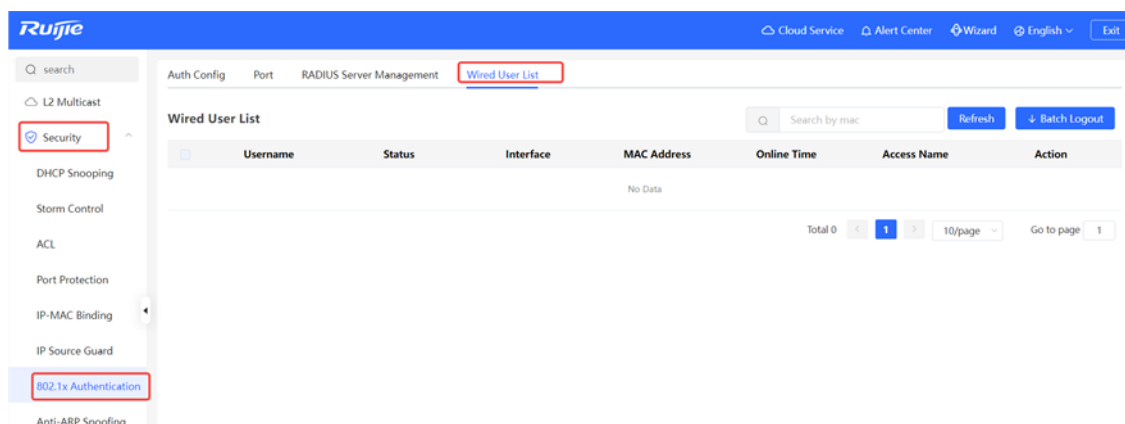 Ruijie
Cloud Service Alert Center Wizard English Exit
search
L2 Multicast
Security
DHCP Snooping
Storm Control
ACL
Port Protection
IP-MAC Binding
IP Source Guard
802.1x Authentication
Anti-ARP Spoofing
Auth Config Port RADIUS Server Management Wired User List
Wired User List
Search by mac Refresh Batch Logout
Username Status Interface MAC Address Online Time Access Name Action
No Data
Total 0 < 1 > 10/page Go to page 1